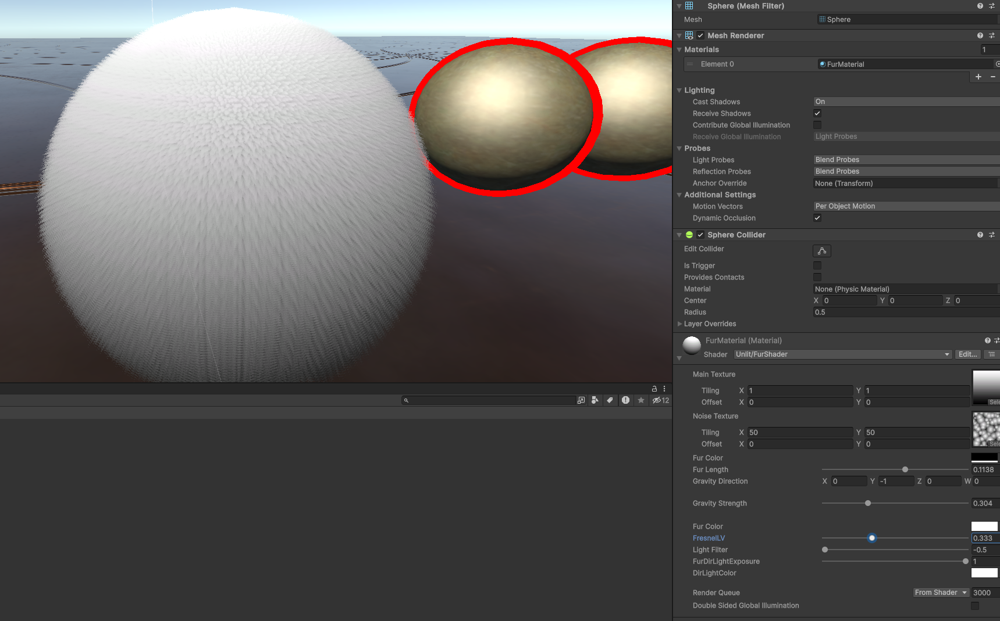 Sphere (Mesh Filter)
Mesh Sphere
Mesh Renderer
Materials 1
Element 0 FurMaterial
Lighting
Cast Shadows On
Receive Shadows
Contribute Global Illumination
Receive Global Illumination Light Probes
Probes
Light Probes Blend Probes
Reflection Probes Blend Probes
Anchor Override None (Transform)
Additional Settings
Motion Vectors Per Object Motion
Dynamic Occlusion
Sphere Collider
Edit Collider
Is Trigger
Provides Contacts
Material None (Physic Material)
Center X 0 Y 0 Z 0
Radius 0.5
Layer Overrides
FurMaterial (Material)
Shader Unlit/FurShader Edit...
Main Texture
Tiling X 1 Y 1
Offset X 0 Y 0 Sele
Noise Texture
Tiling X 50 Y 50
Offset X 0 Y 0 Sele
Fur Color
Fur Length 0.1138
Gravity Direction X 0 Y -1 Z 0 W 0
Gravity Strength 0.304
Fur Color
FresnelLV 0.333
Light Filter -0.5
FurDirLightExposure 1
DirLightColor
Render Queue From Shader 3000
Double Sided Global Illumination
12